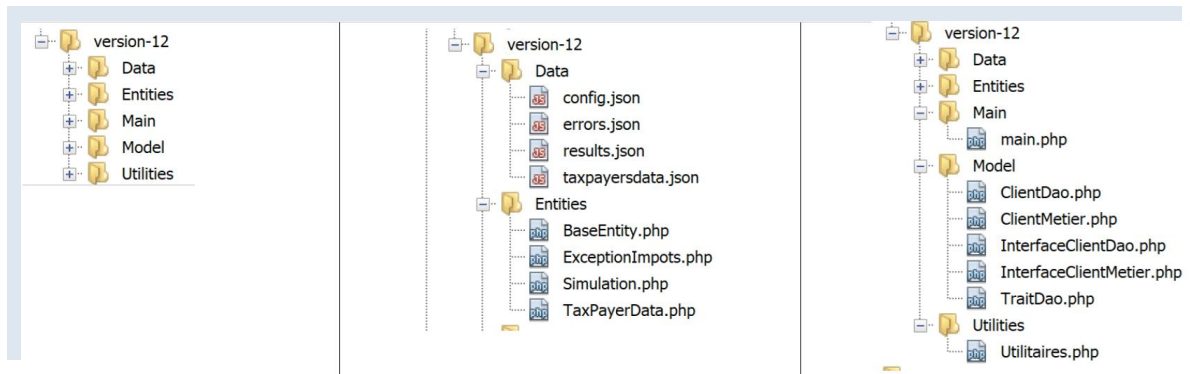 version-12
Data
Entities
Main
Model
Utilities
version-12
Data
config.json
errors.json
results.json
taxpayersdata.json
Entities
BaseEntity.php
ExceptionImpots.php
Simulation.php
TaxPayerData.php
version-12
Data
Entities
Main
main.php
Model
ClientDao.php
ClientMetier.php
InterfaceClientDao.php
InterfaceClientMetier.php
TraitDao.php
Utilities
Utilitaires.php